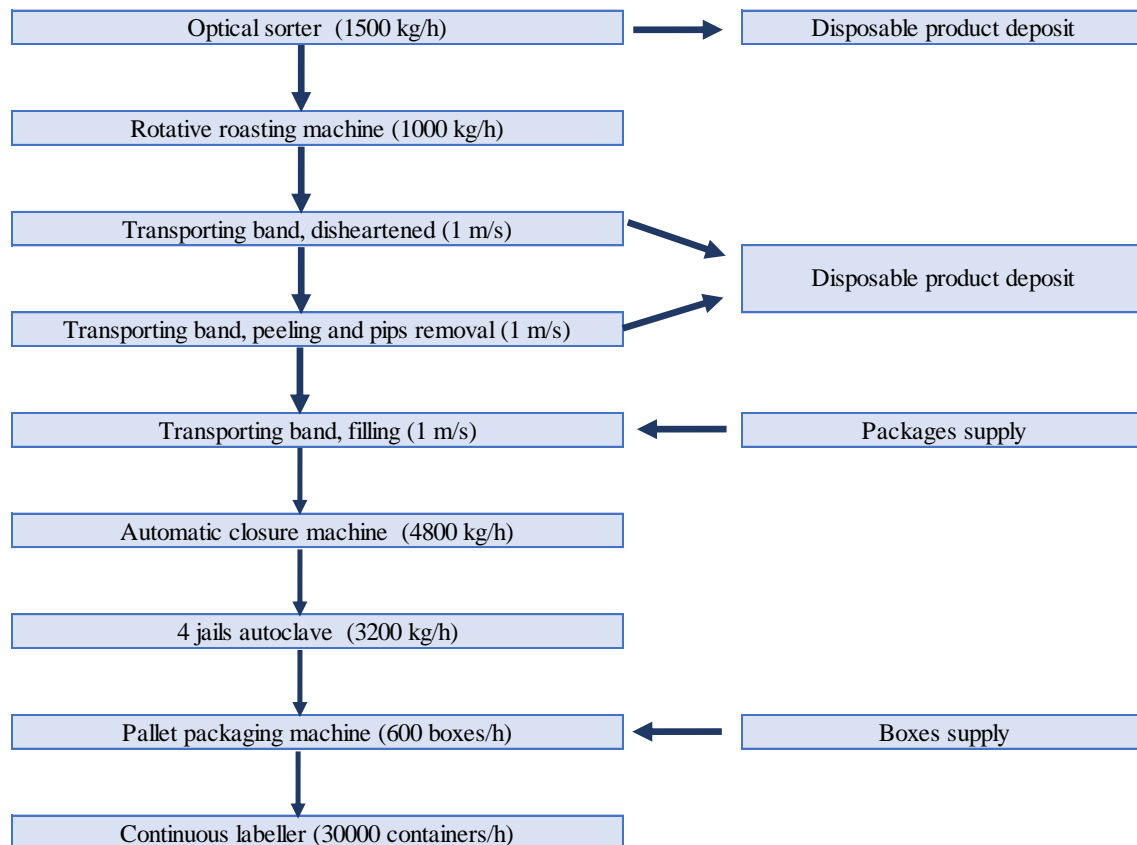 Optical sorter (1500 kg/h)
Disposable product deposit
Rotative roasting machine (1000 kg/h)
Transporting band, disheartened (1 m/s)
Disposable product deposit
Transporting band, peeling and pips removal (1 m/s)
Transporting band, filling (1 m/s)
Packages supply
Automatic closure machine (4800 kg/h)
4 jails autoclave (3200 kg/h)
Pallet packaging machine (600 boxes/h)
Boxes supply
Continuous labeller (30000 containers/h)